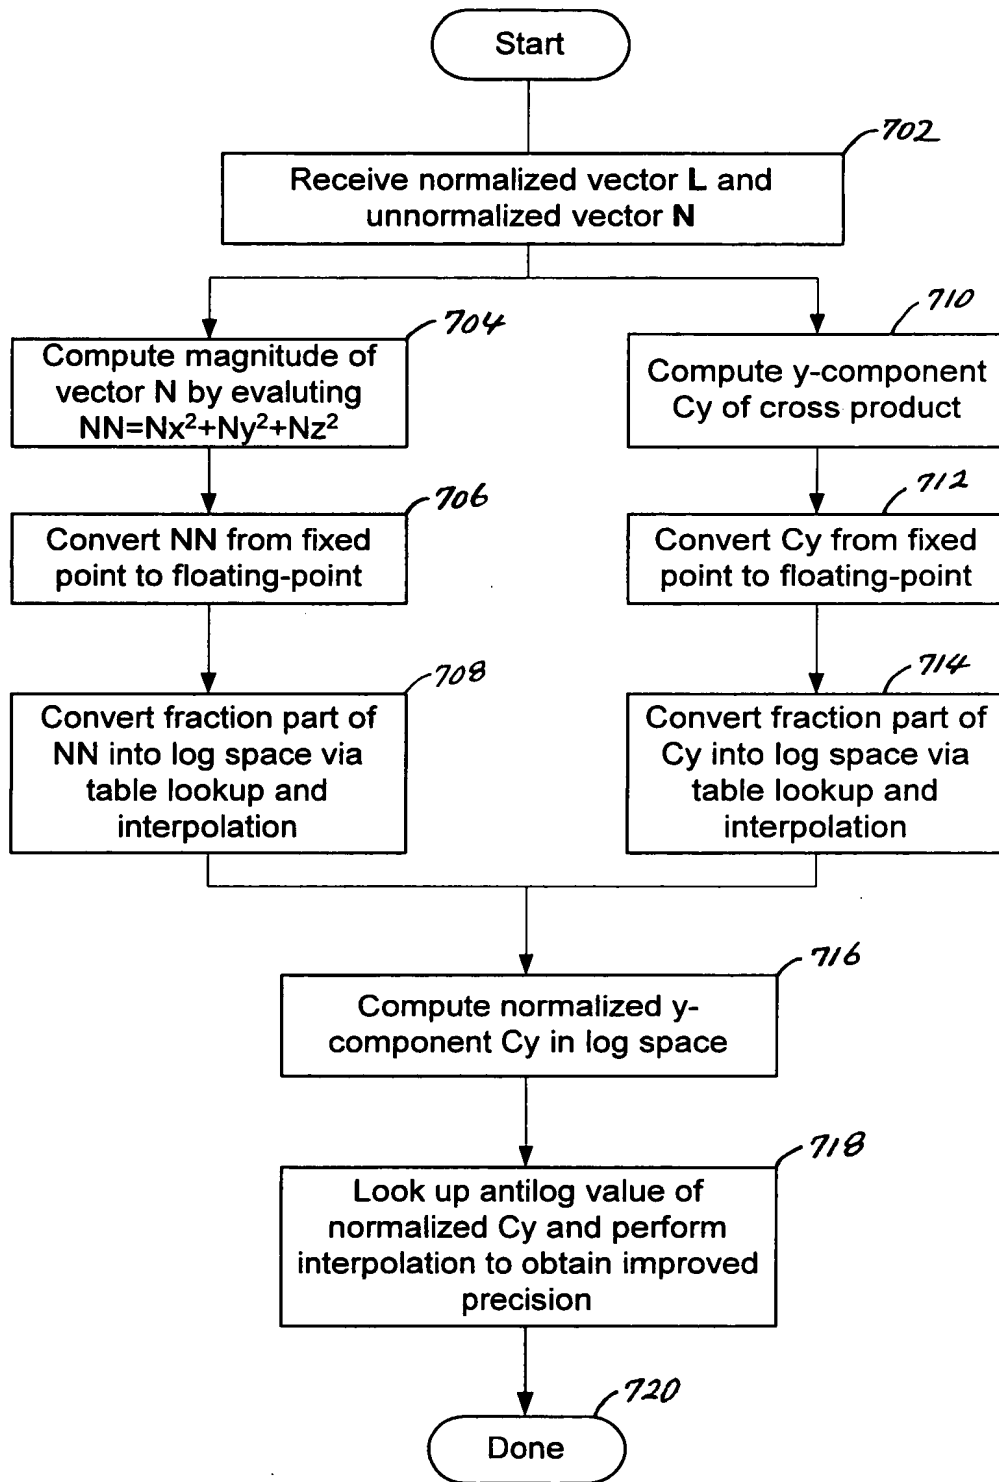 Start
702
Receive normalized vector L and
unnormalized vector N
704
Compute magnitude of
vector N by evaluting
NN=Nx²+Ny²+Nz²
706
Convert NN from fixed
point to floating-point
708
Convert fraction part of
NN into log space via
table lookup and
interpolation
710
Compute y-component
Cy of cross product
712
Convert Cy from fixed
point to floating-point
714
Convert fraction part of
Cy into log space via
table lookup and
interpolation
716
Compute normalized y-
component Cy in log space
718
Look up antilog value of
normalized Cy and perform
interpolation to obtain improved
precision
720
Done